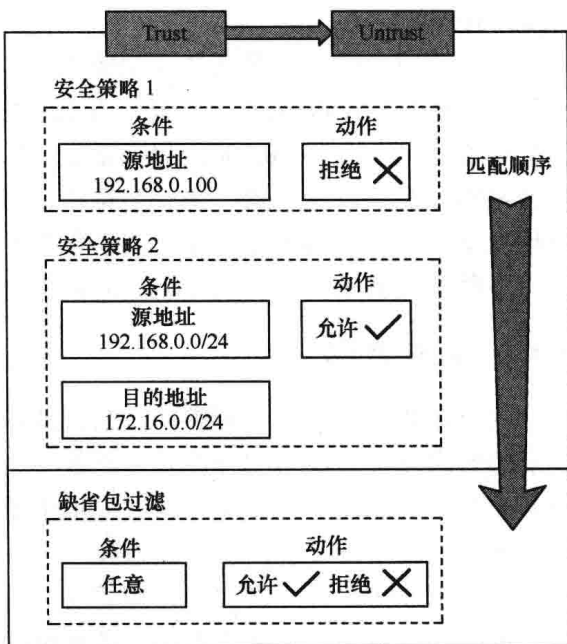 Trust
Untrust
安全策略 1
条件
动作
源地址
192.168.0.100
拒绝
匹配顺序
安全策略 2
条件
动作
源地址
192.168.0.0/24
允许
目的地址
172.16.0.0/24
缺省包过滤
条件
动作
任意
允许 拒绝